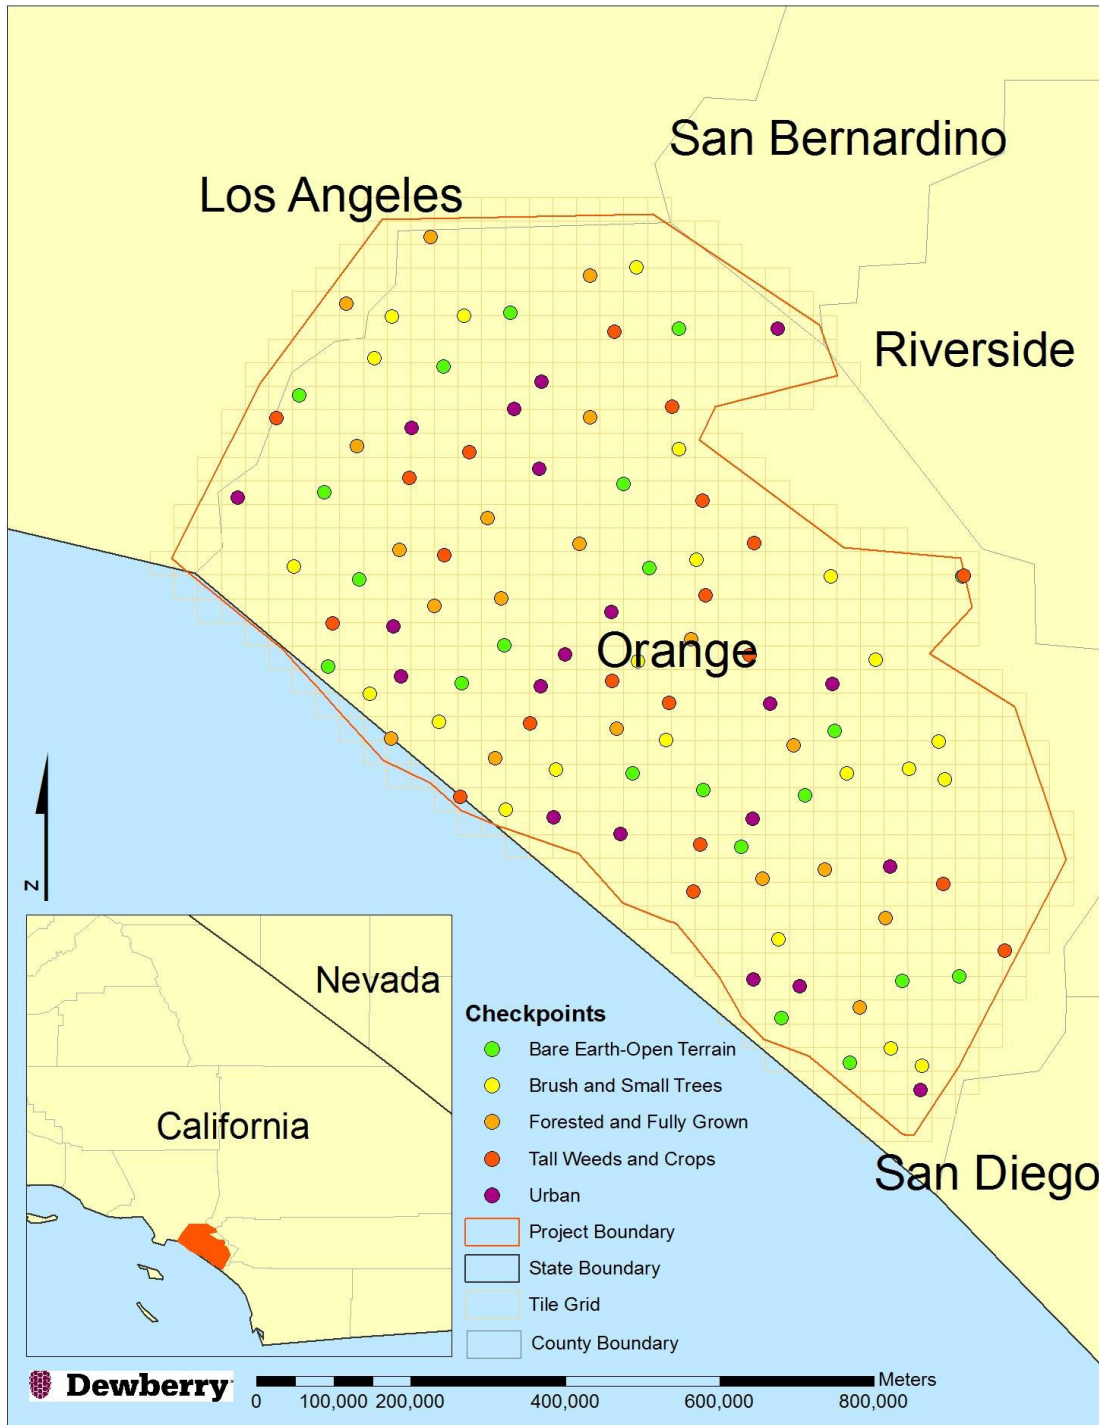 San Bernardino
Los Angeles
Riverside
Orange
San Diego
N
Nevada
California
Checkpoints
Bare Earth-Open Terrain
Brush and Small Trees
Forested and Fully Grown
Tall Weeds and Crops
Urban
Project Boundary
State Boundary
Tile Grid
County Boundary
Dewberry
Meters
0 100,000 200,000 400,000 600,000 800,000